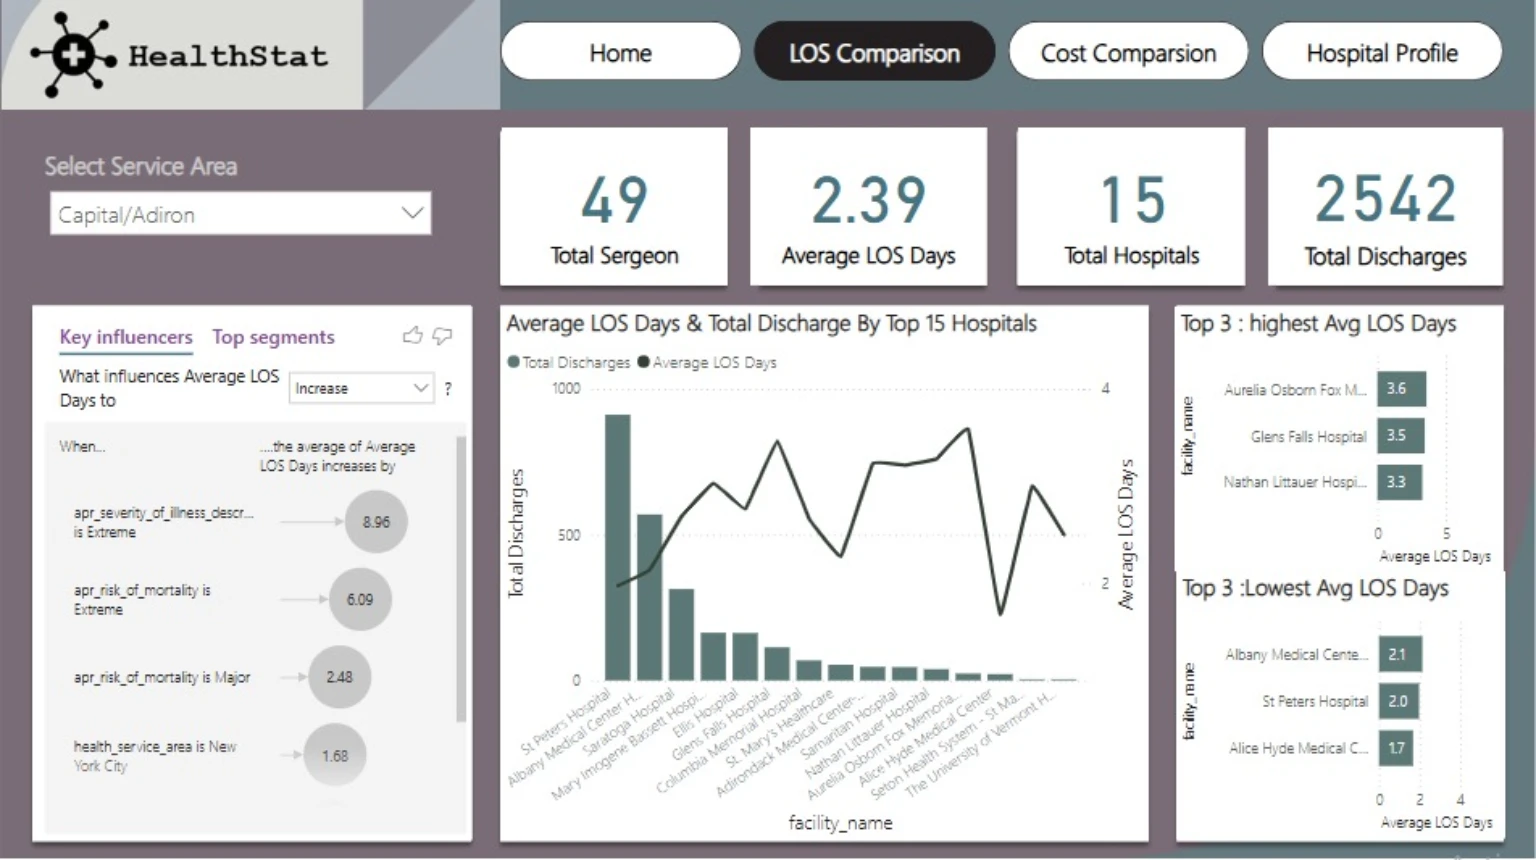 HealthStat
Home
LOS Comparison
Cost Comparsion
Hospital Profile
Select Service Area
Capital/Adiron
49
Total Sergeon
2.39
Average LOS Days
15
Total Hospitals
2542
Total Discharges
Key influencers
Top segments
What influences Average LOS
Days to
Increase
?
When...
....the average of Average
LOS Days increases by
apr_severity_of_illness_descr...
is Extreme
8.96
apr_risk_of_mortality is
Extreme
6.09
apr_risk_of_mortality is Major
2.48
health_service_area is New
York City
1.68
Average LOS Days & Total Discharge By Top 15 Hospitals
Total Discharges
Average LOS Days
1000
500
0
4
2
Total Discharges
Average LOS Days
St Peters Hospital
Albany Medical Center H...
Saratoga Hospital
Mary Imogene Bassett Hospi...
Ellis Hospital
Glens Falls Hospital
Columbia Memorial Hospital
St. Mary's Healthcare
Adirondack Medical Center-...
Samaritan Hospital
Nathan Littauer Hospital
Aurelia Osborn Fox Memoria...
Alice Hyde Medical Center
Seton Health System - St Ma...
The University of Vermont H...
facility_name
Top 3 : highest Avg LOS Days
facility_name
Aurelia Osborn Fox M...
3.6
Glens Falls Hospital
3.5
Nathan Littauer Hospi...
3.3
0
5
Average LOS Days
Top 3 :Lowest Avg LOS Days
facility_name
Albany Medical Cente...
2.1
St Peters Hospital
2.0
Alice Hyde Medical C...
1.7
0
2
4
Average LOS Days